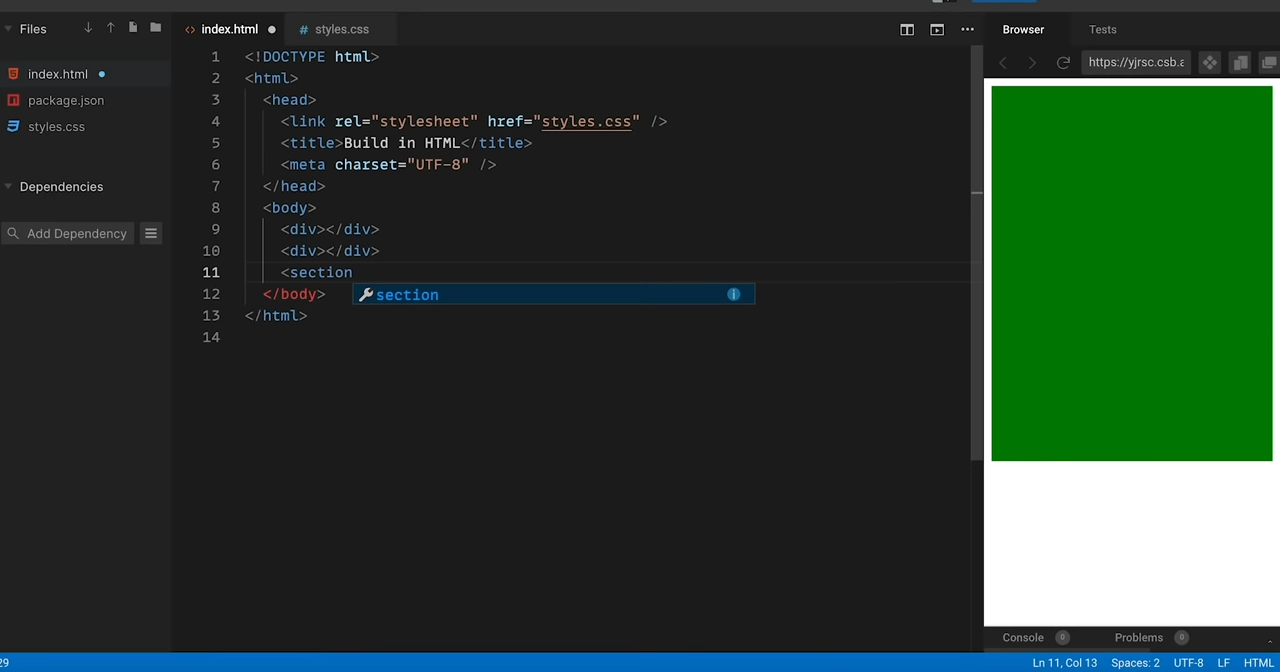 Files
index.html
package.json
styles.css
Dependencies
Add Dependency
<> index.html
# styles.css
1 <!DOCTYPE html>
2 <html>
3 <head>
4 <link rel="stylesheet" href="styles.css" />
5 <title>Build in HTML</title>
6 <meta charset="UTF-8" />
7 </head>
8 <body>
9 <div></div>
10 <div></div>
11 <section
section
12 </body>
13 </html>
14
Browser Tests
https://yjrsc.csb.a
Console 0 Problems 0
29 Ln 11, Col 13 Spaces: 2 UTF-8 LF HTML